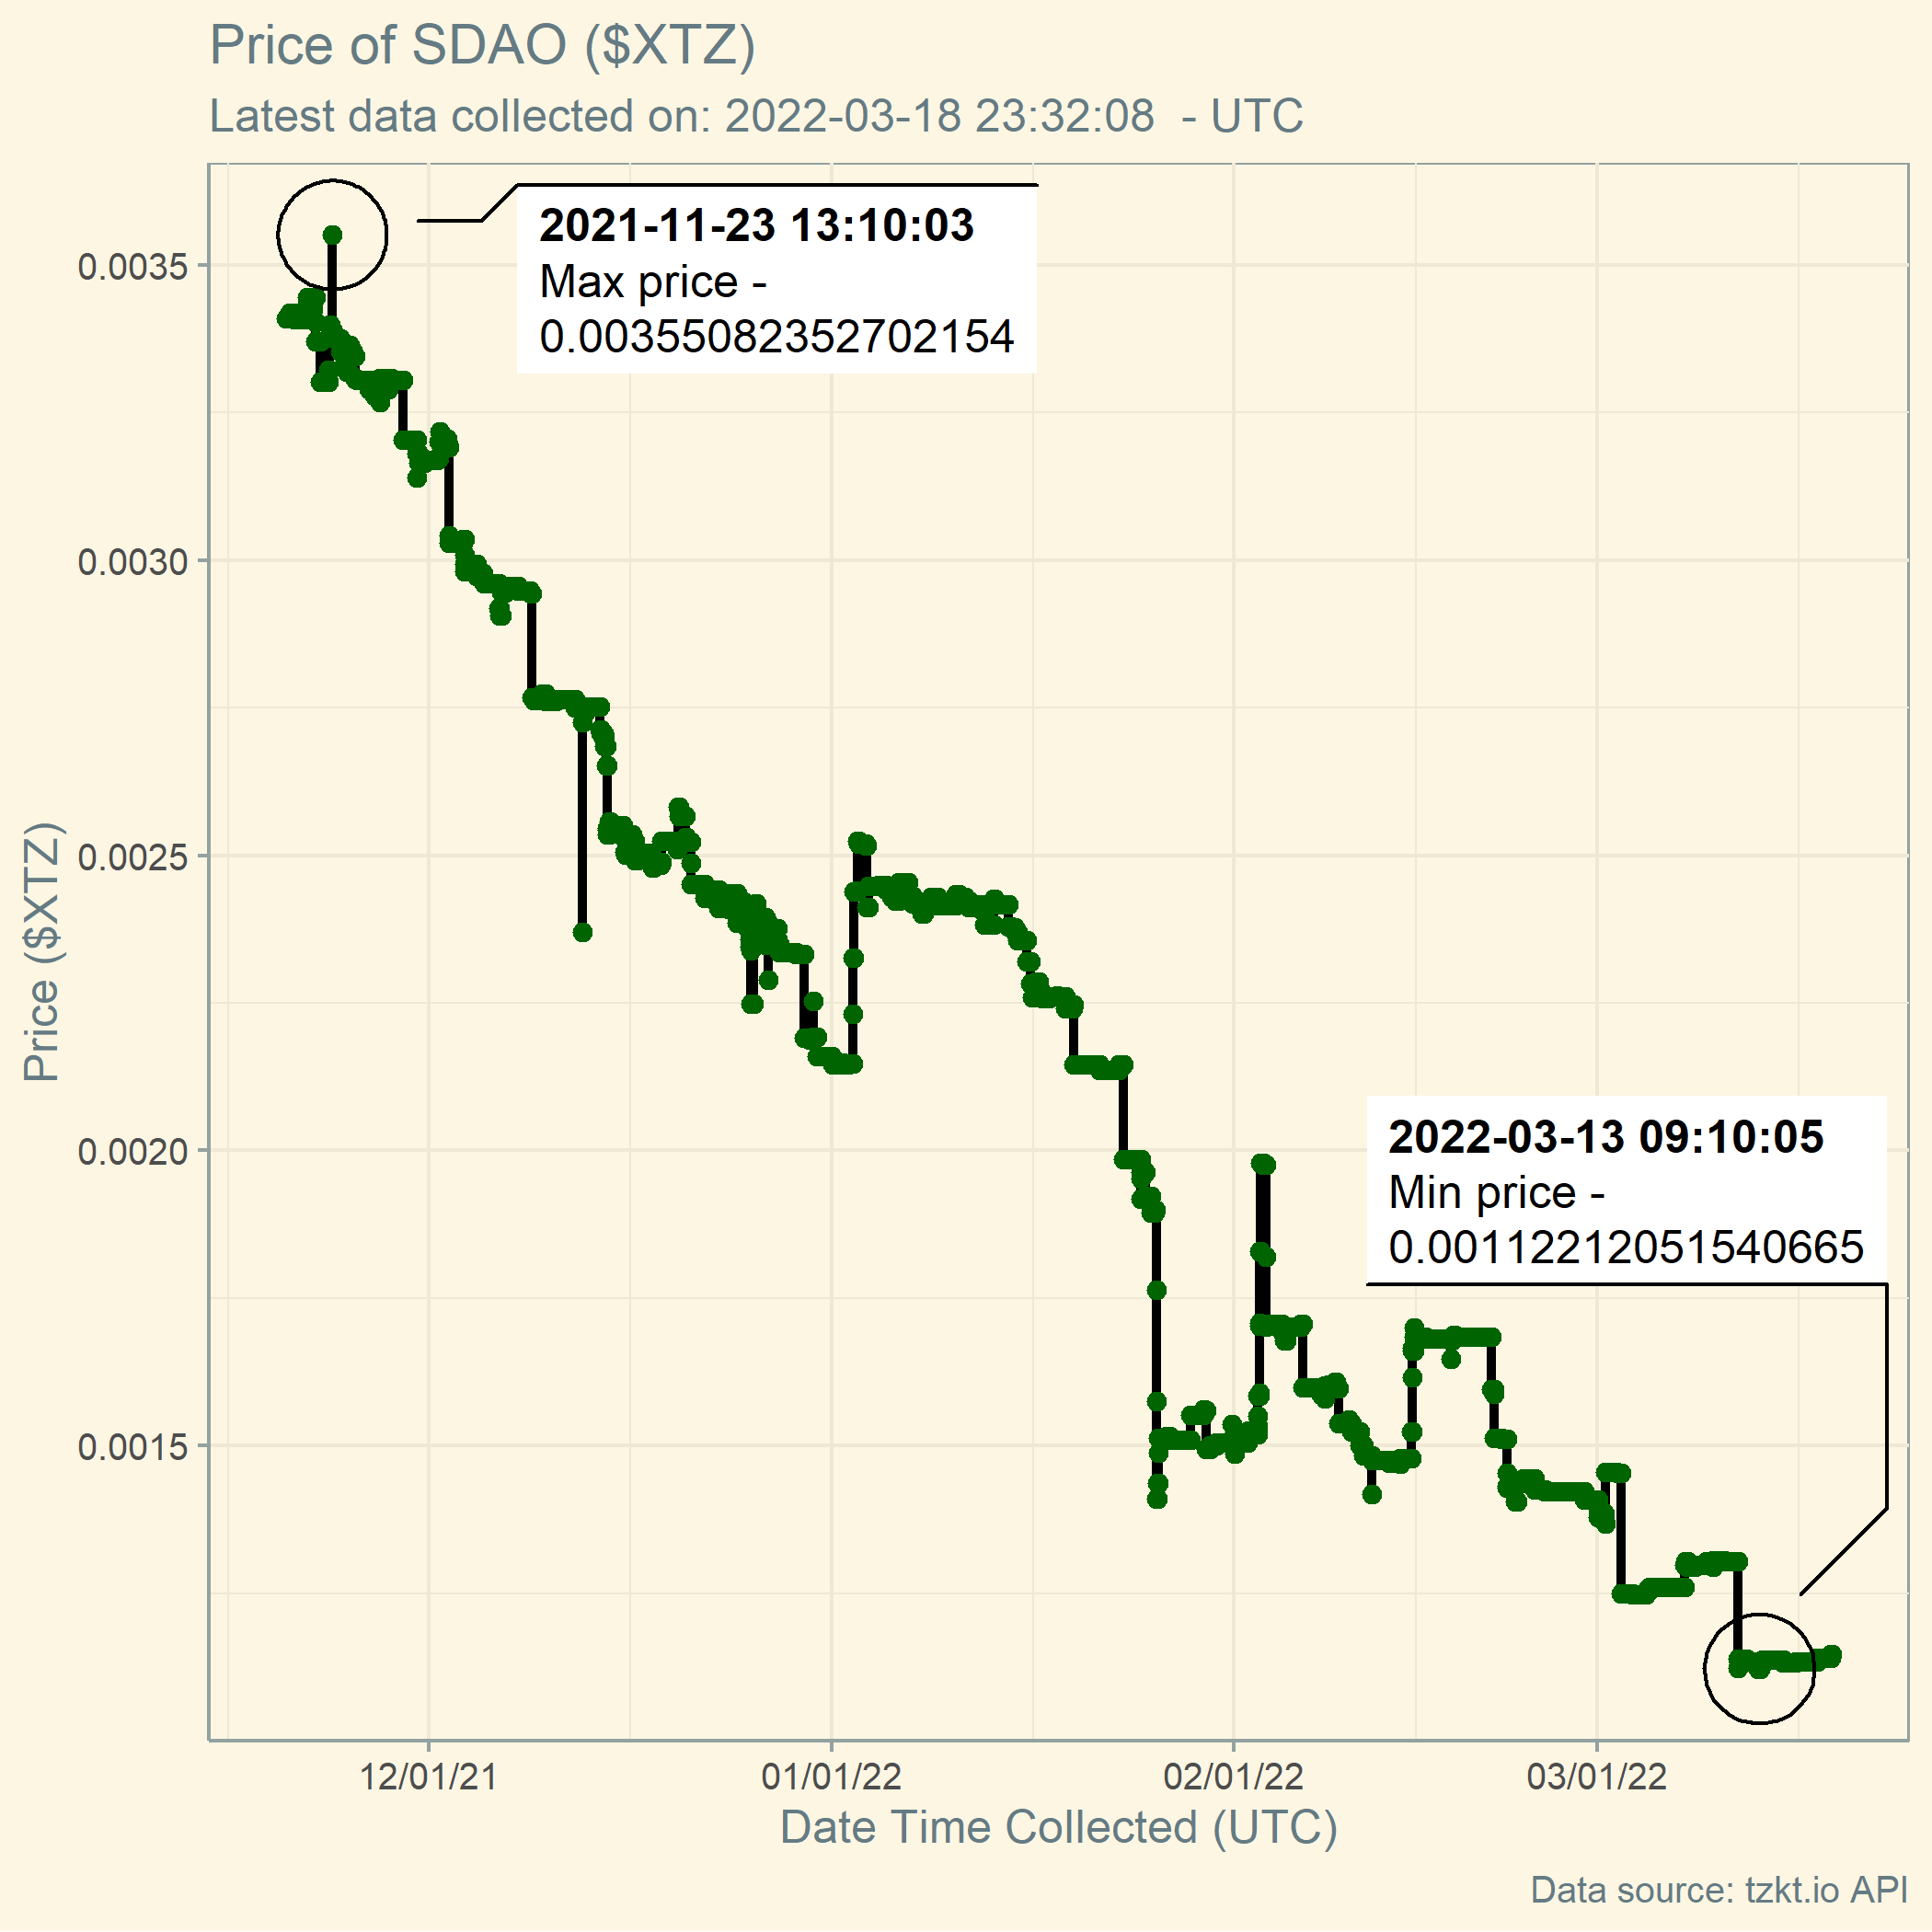 Price of SDAO ($XTZ)
Latest data collected on: 2022-03-18 23:32:08  - UTC
2021-11-23 13:10:03
Max price -
0.00355082352702154
0.0035
0.0030
0.0025
0.0020
0.0015
Price ($XTZ)
2022-03-13 09:10:05
Min price -
0.00112212051540665
12/01/21
01/01/22
02/01/22
03/01/22
Date Time Collected (UTC)
Data source: tzkt.io API